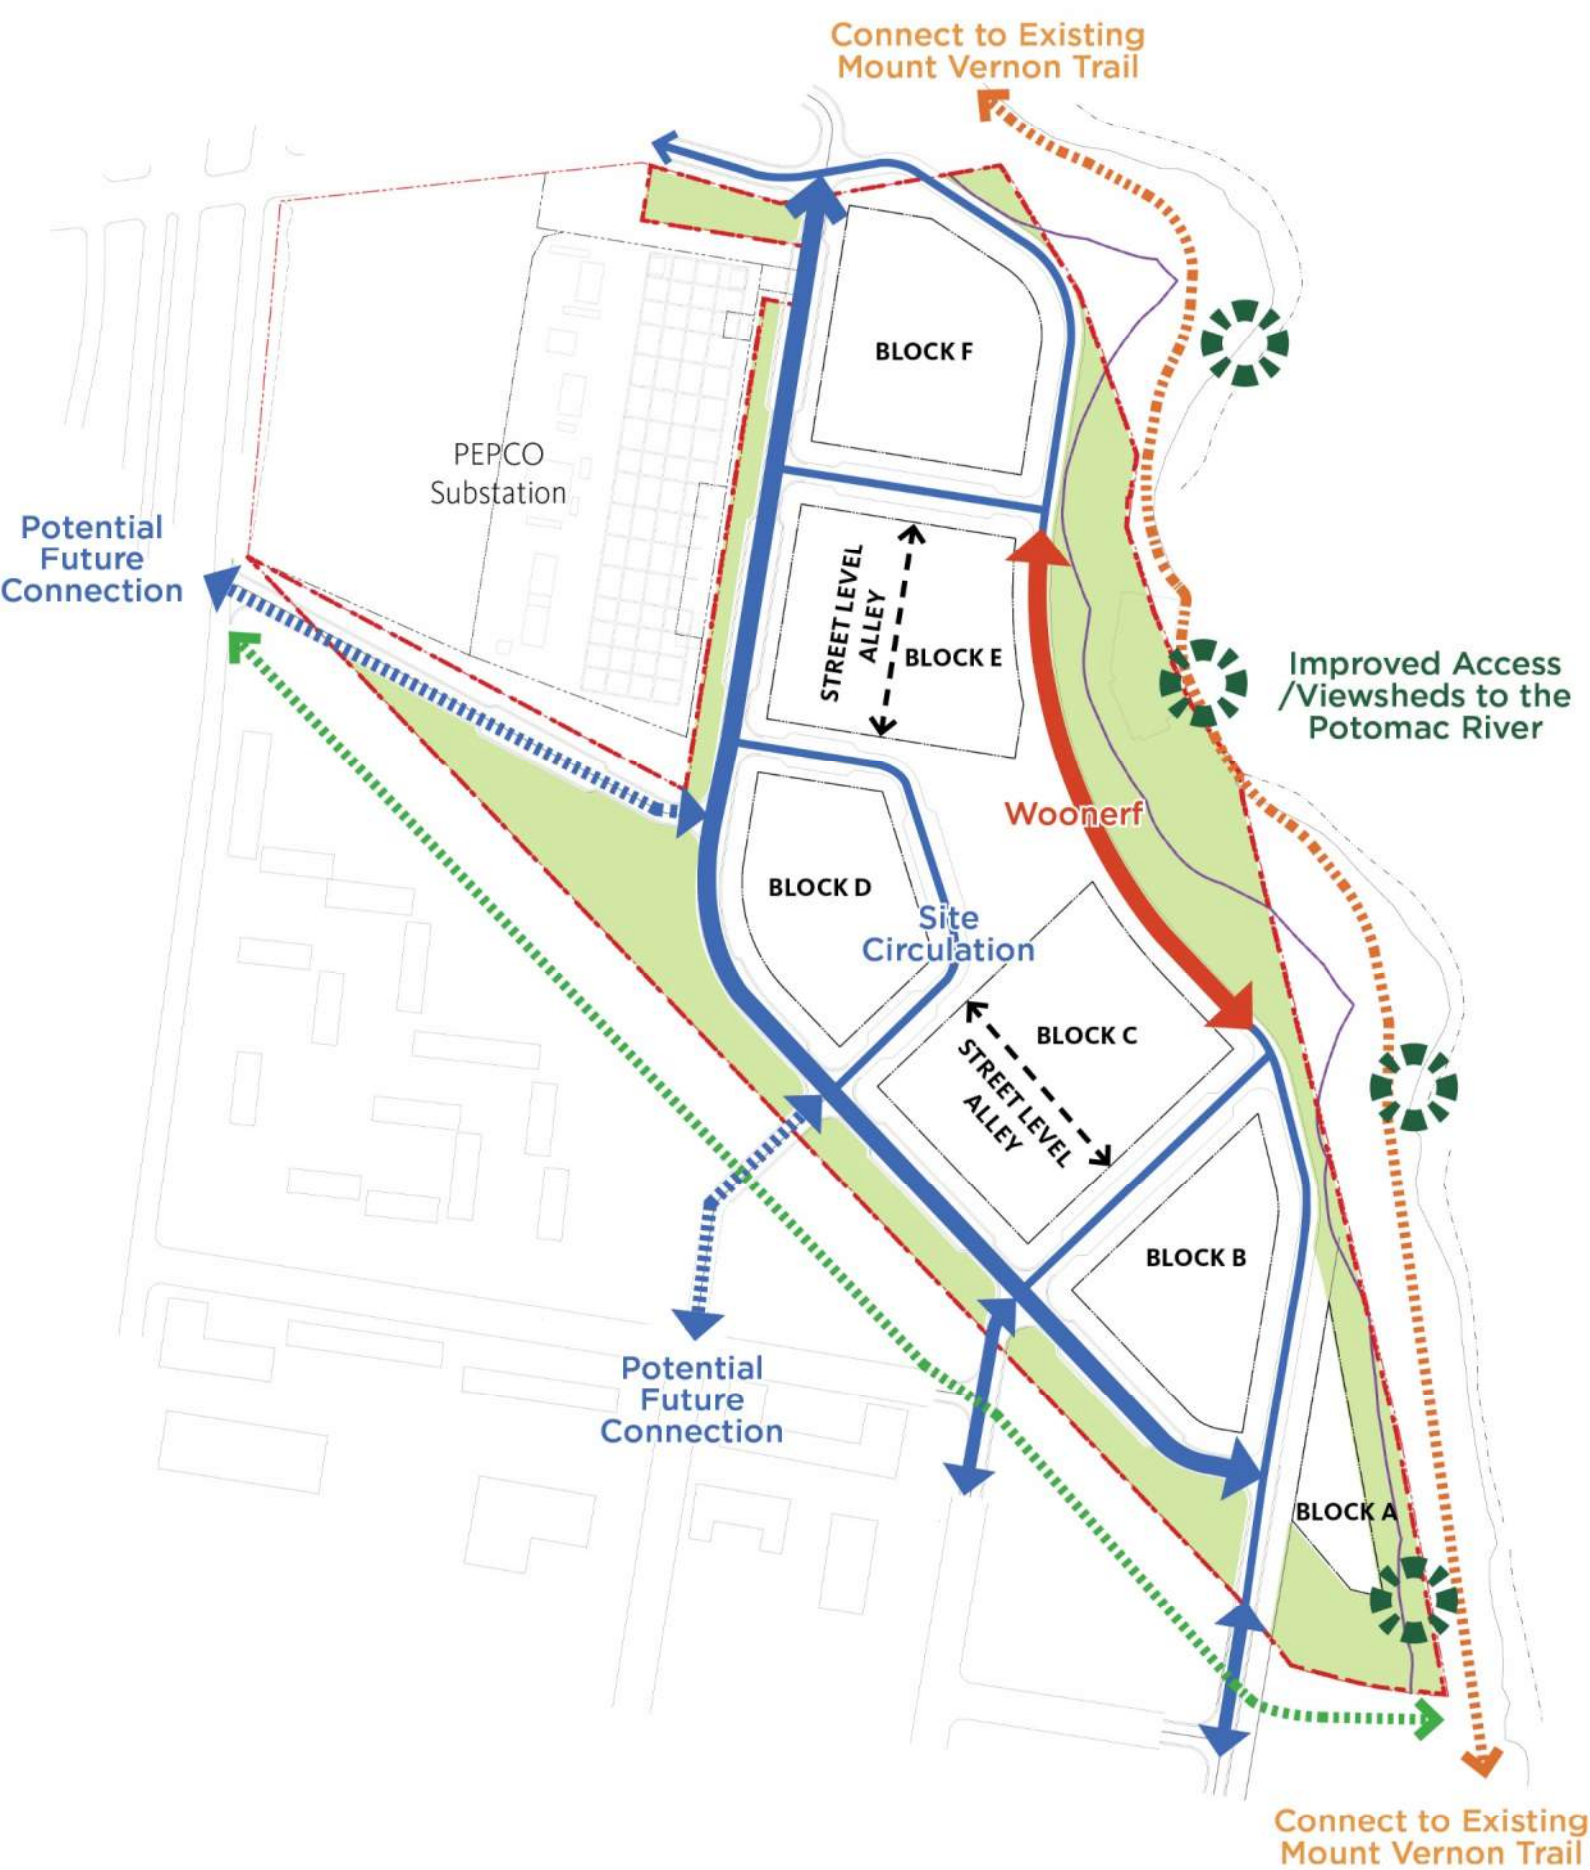 Connect to Existing
Mount Vernon Trail
BLOCK F
PEPCO
Substation
Potential
Future
Connection
STREET LEVEL
ALLEY
BLOCK E
Improved Access
/Viewsheds to the
Potomac River
Woonerf
BLOCK D
Site
Circulation
BLOCK C
STREET LEVEL
ALLEY
BLOCK B
Potential
Future
Connection
BLOCK A
Connect to Existing
Mount Vernon Trail